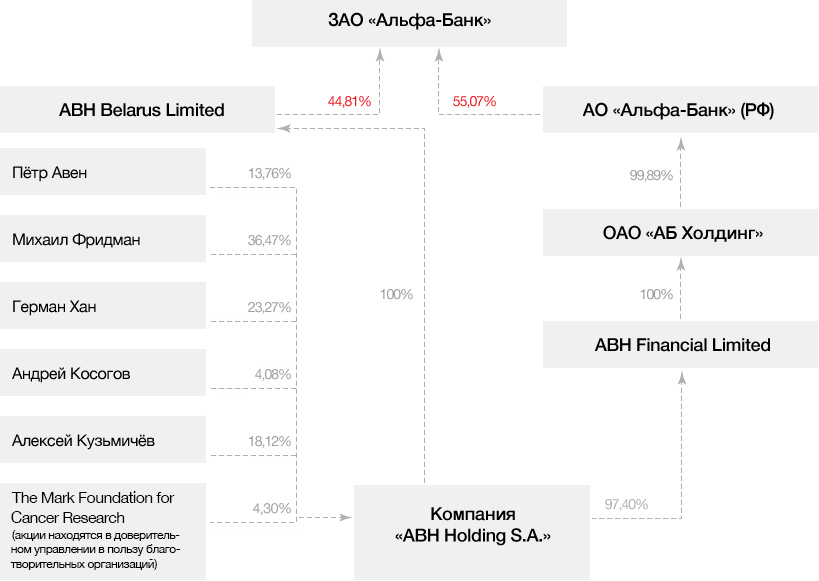 ЗАО «Альфа-Банк»
44,81%
55,07%
ABH Belarus Limited
АО «Альфа-Банк» (РФ)
Пётр Авен
13,76%
99,89%
Михаил Фридман
36,47%
ОАО «АБ Холдинг»
Герман Хан
23,27%
100%
100%
ABH Financial Limited
Андрей Косогов
4,08%
Алексей Кузьмичёв
18,12%
The Mark Foundation for
Cancer Research
(акции находятся в доверитель-
ном управлении в пользу благо-
творительных организаций)
4,30%
Компания
«ABH Holding S.A.»
97,40%